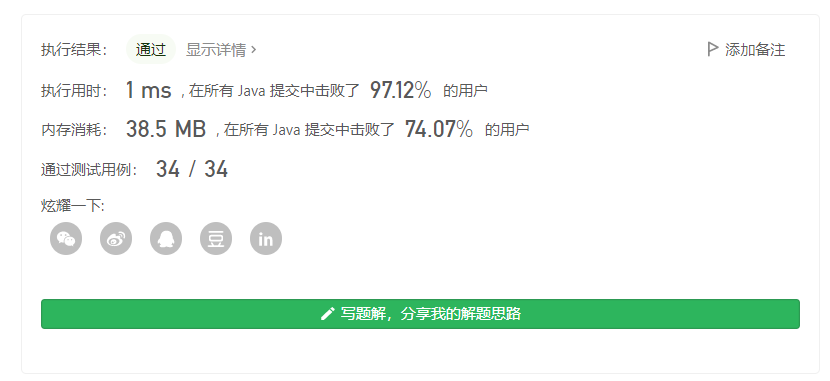 执行结果： 通过 显示详情 › 添加备注
执行用时： 1 ms , 在所有 Java 提交中击败了 97.12% 的用户
内存消耗： 38.5 MB , 在所有 Java 提交中击败了 74.07% 的用户
通过测试用例： 34 / 34
炫耀一下:
豆 in
写题解，分享我的解题思路